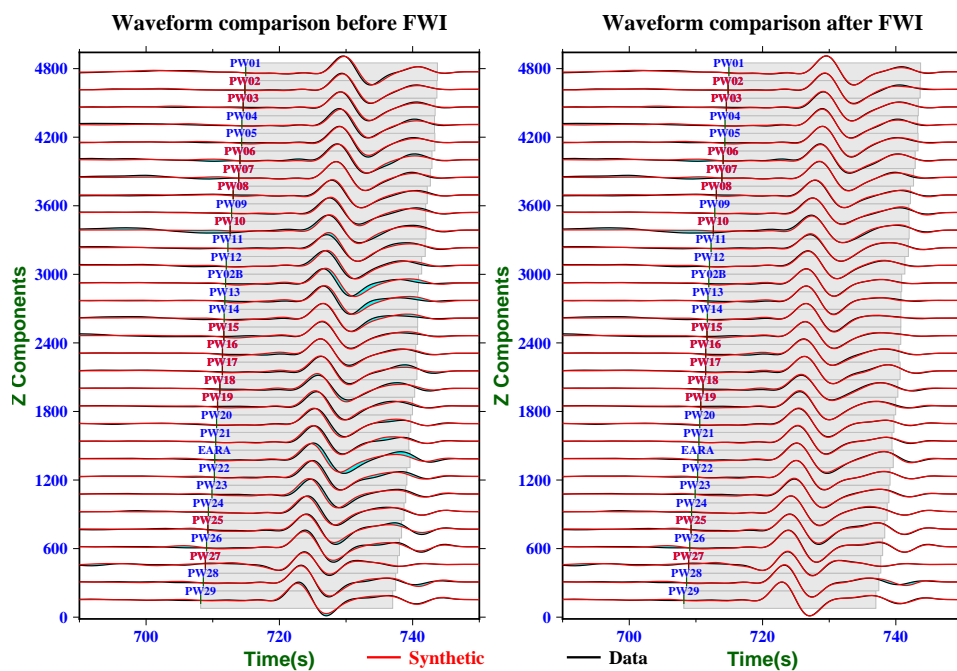 Waveform comparison before FWI
Waveform comparison after FWI
4800
4200
3600
3000
2400
1800
1200
600
0
Z Components
PW01
PW02
PW03
PW04
PW05
PW06
PW07
PW08
PW09
PW10
PW11
PW12
PY02B
PW13
PW14
PW15
PW16
PW17
PW18
PW19
PW20
PW21
EARA
PW22
PW23
PW24
PW25
PW26
PW27
PW28
PW29
700
720
740
Time(s)
4800
4200
3600
3000
2400
1800
1200
600
0
Z Components
PW01
PW02
PW03
PW04
PW05
PW06
PW07
PW08
PW09
PW10
PW11
PW12
PY02B
PW13
PW14
PW15
PW16
PW17
PW18
PW19
PW20
PW21
EARA
PW22
PW23
PW24
PW25
PW26
PW27
PW28
PW29
700
720
740
Time(s)
Synthetic
Data